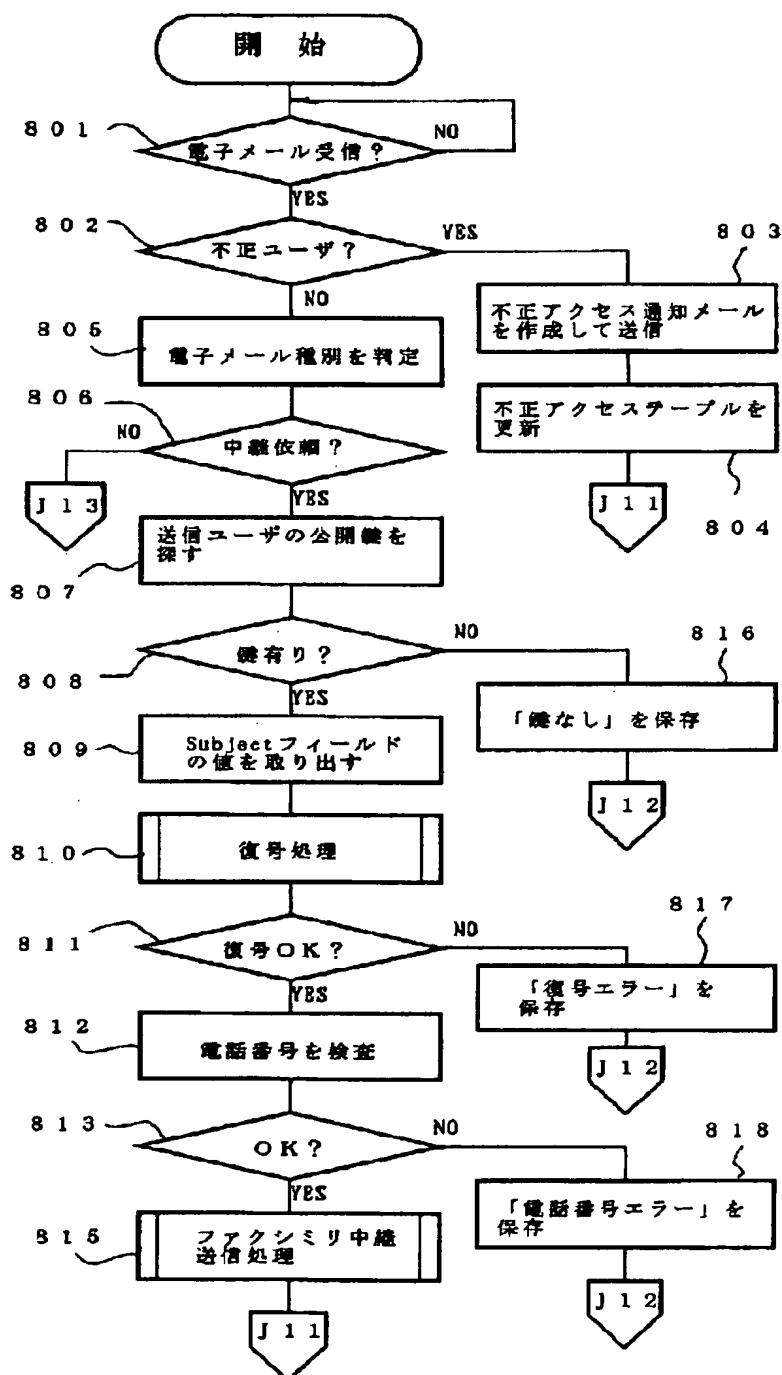 開 始
801
電子メール受信?
NO
YES
802
不正ユーザ?
YES
803
NO
不正アクセス通知メール
を作成して送信
805
電子メール種別を判定
806
不正アクセステーブルを
更新
NO
中継依頼?
J13
YES
J11
804
送信ユーザの公開鍵を
探す
807
鍵有り?
NO
816
808
YES
「鍵なし」を保存
809
Subjectフィールド
の値を取り出す
J12
810
復号処理
817
811
復号OK?
NO
YES
「復号エラー」を
保存
812
電話番号を検査
J12
813
OK?
NO
818
YES
「電話番号エラー」を
保存
815
ファクシミリ中継
送信処理
J12
J11